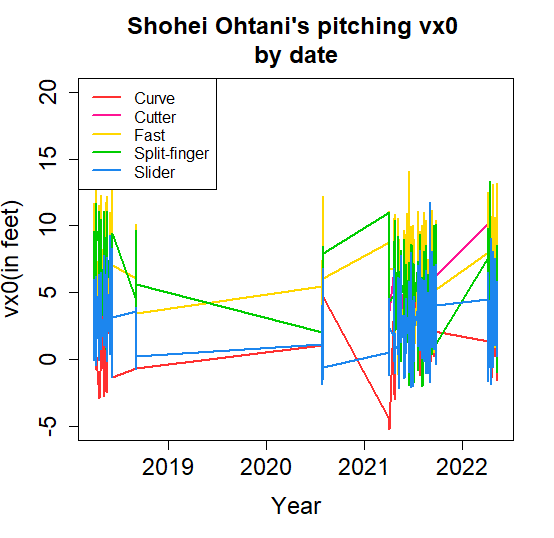 Shohei Ohtani's pitching vx0
by date
vx0(in feet)
20
15
10
5
0
-5
Curve
Cutter
Fast
Split-finger
Slider
2019 2020 2021 2022
Year